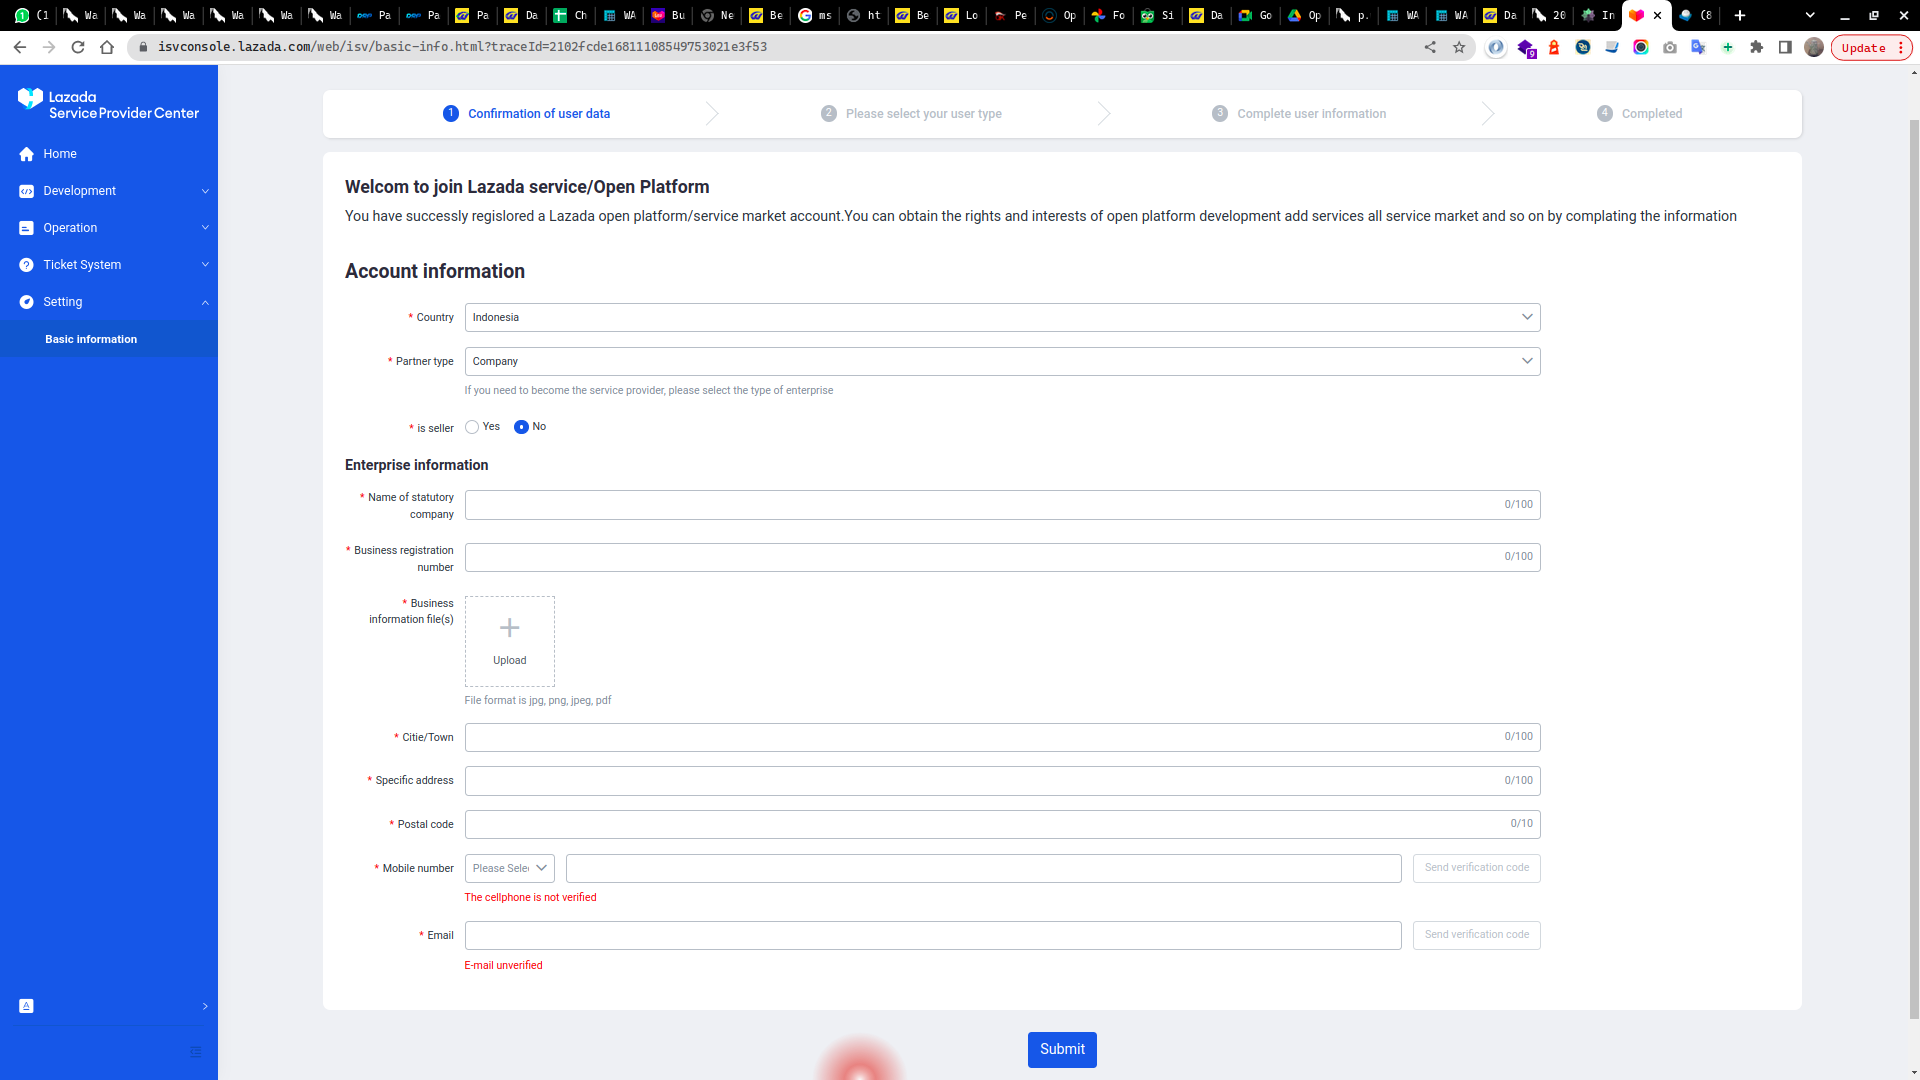 (1 Wa Wa Wa Wa Wa Wa Pa Pa Pa Da Ch WA Bu Ne Be ms ht Be Lo Pe Op Fo Si Da Go Op p. WA WA Da 20 In (8
isvconsole.lazada.com/web/isv/basic-info.html?traceId=2102fcde16811108549753021e3f53
9
Update
Lazada
Service Provider Center
Home
Development
Operation
Ticket System
Setting
Basic information
1 Confirmation of user data
2 Please select your user type
3 Complete user information
4 Completed
Welcom to join Lazada service/Open Platform
You have successly regislored a Lazada open platform/service market account.You can obtain the rights and interests of open platform development add services all service market and so on by complating the information
Account information
* Country Indonesia
* Partner type Company
If you need to become the service provider, please select the type of enterprise
* is seller Yes No
Enterprise information
* Name of statutory
company
0/100
* Business registration
number
0/100
* Business
information file(s)
Upload
File format is jpg, png, jpeg, pdf
* Citie/Town 0/100
* Specific address 0/100
* Postal code 0/10
* Mobile number Please Sele Send verification code
The cellphone is not verified
* Email Send verification code
E-mail unverified
Submit